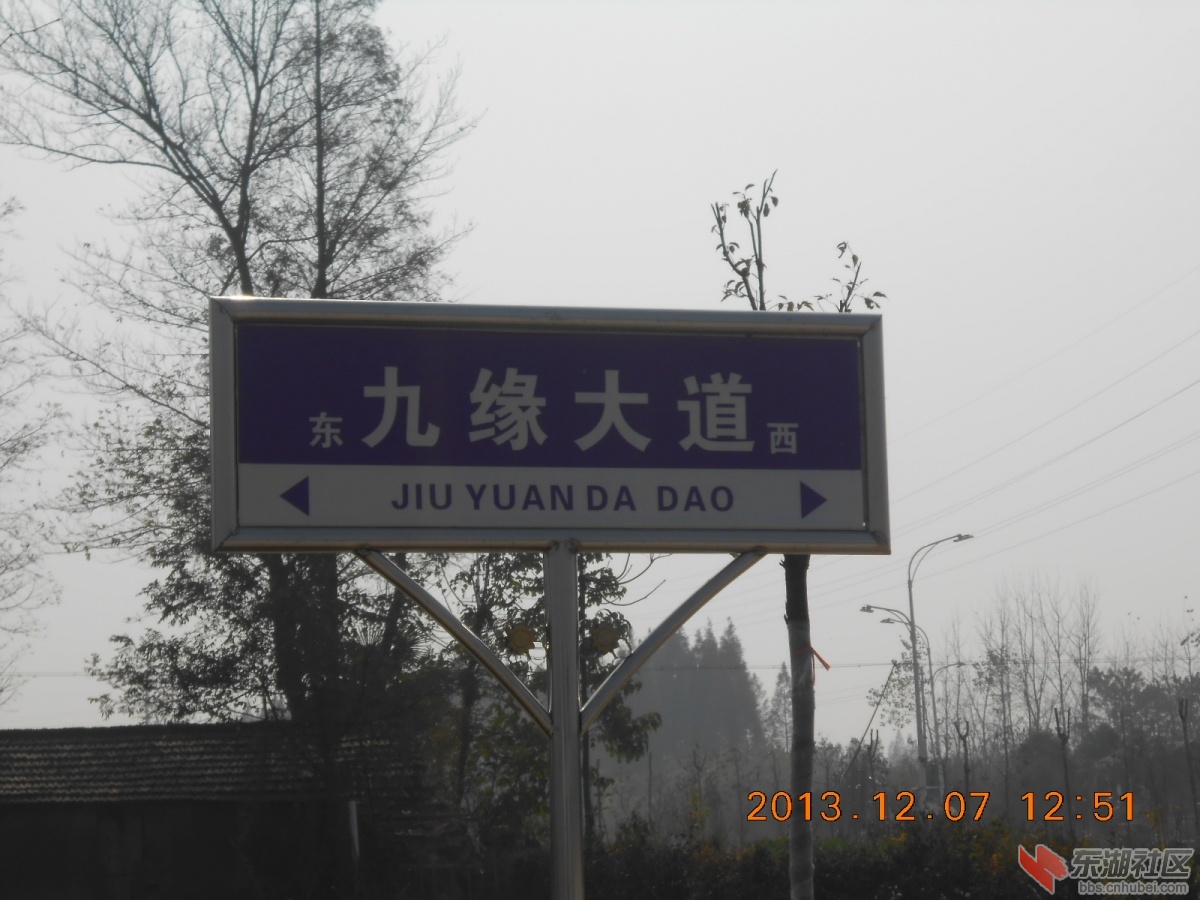 东 九缘大道 西
JIU YUAN DA DAO
2013.12.07 12:51
东湖社区
bbs.cnhubei.com